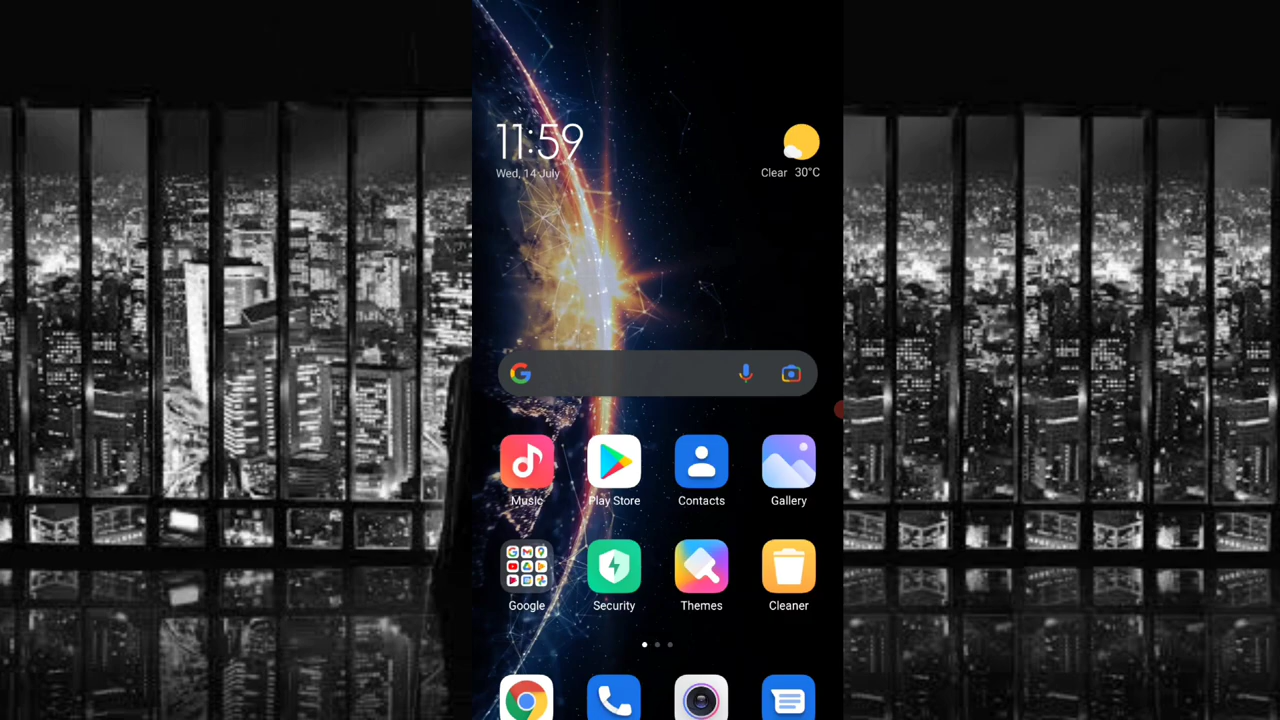 11:59
Wed, 14 July
Clear 30°C
Music
Play Store
Contacts
Gallery
Google
Security
Themes
Cleaner